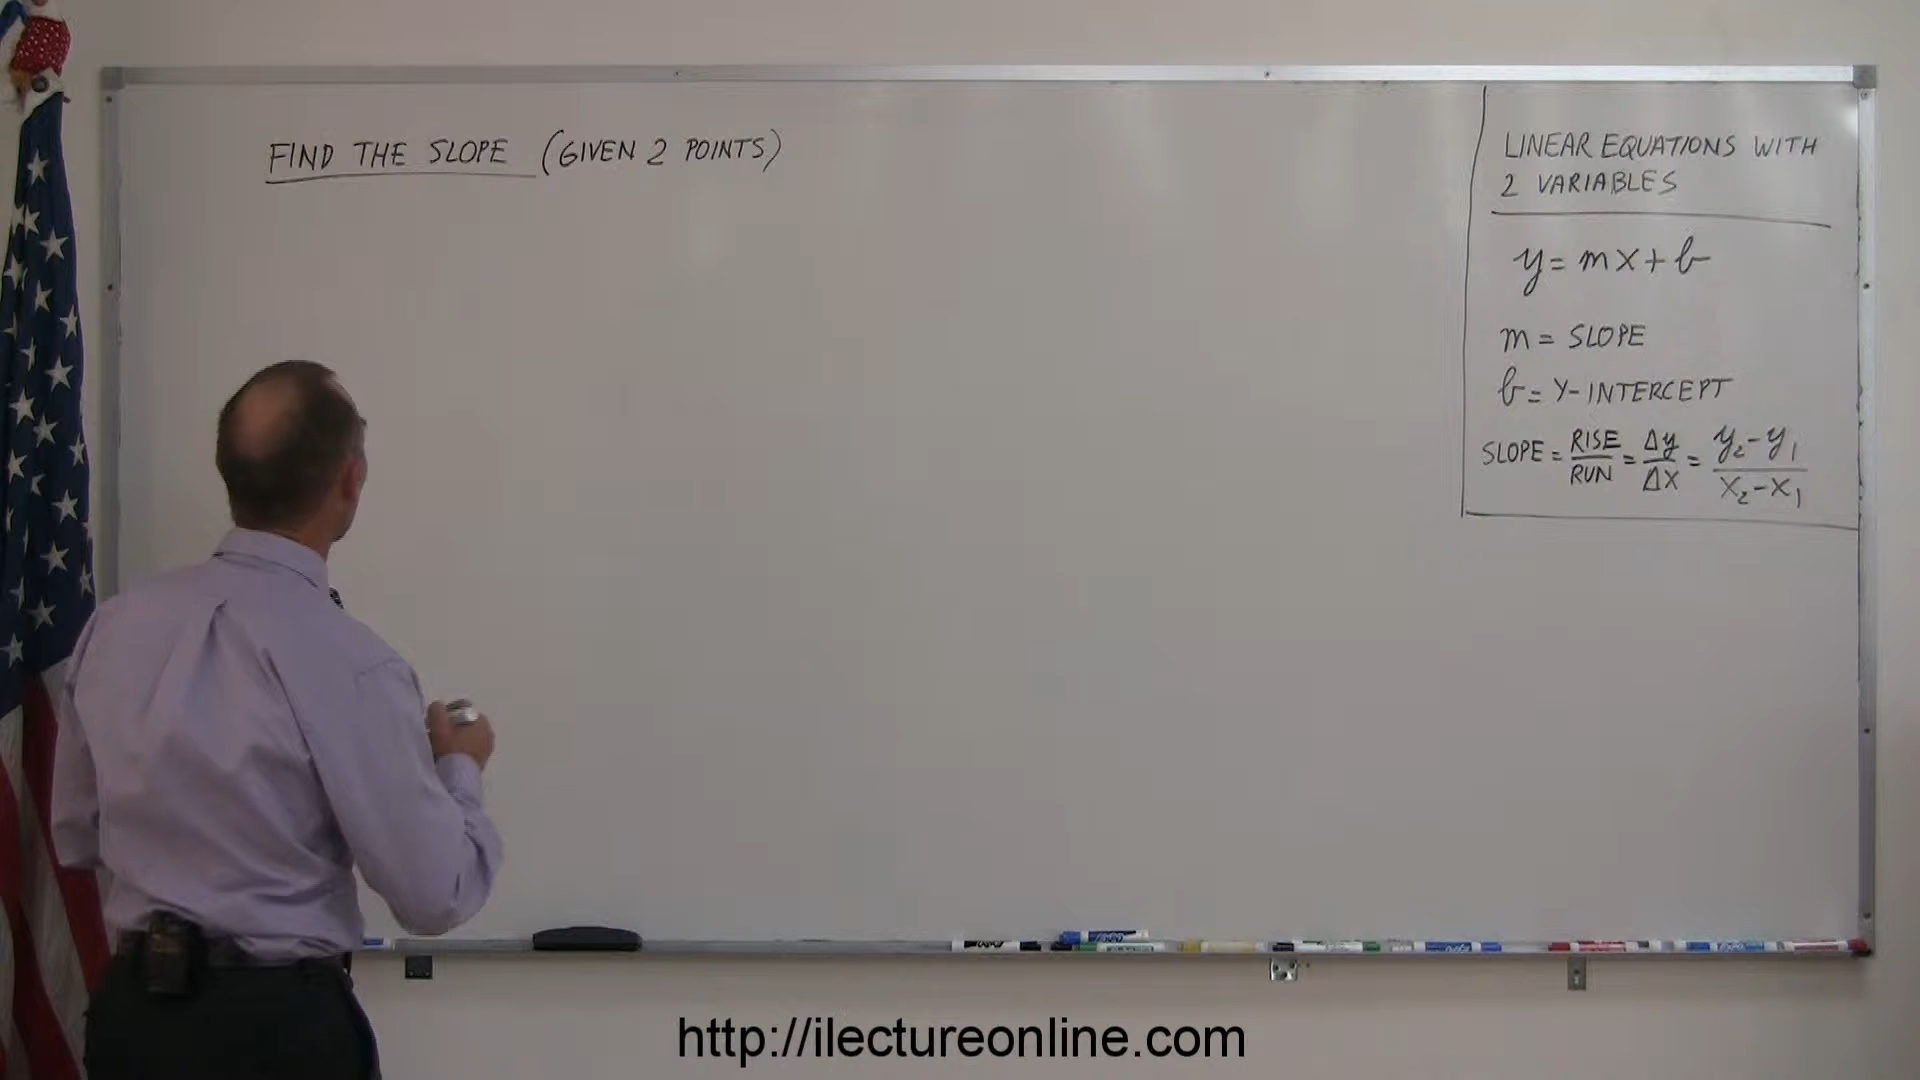 FIND THE SLOPE (GIVEN 2 POINTS)
LINEAR EQUATIONS WITH
2 VARIABLES
y = mx + b
m = SLOPE
b = Y-INTERCEPT
SLOPE = RISE/RUN = Δy/Δx = y₂-y₁/x₂-x₁
http://ilectureonline.com